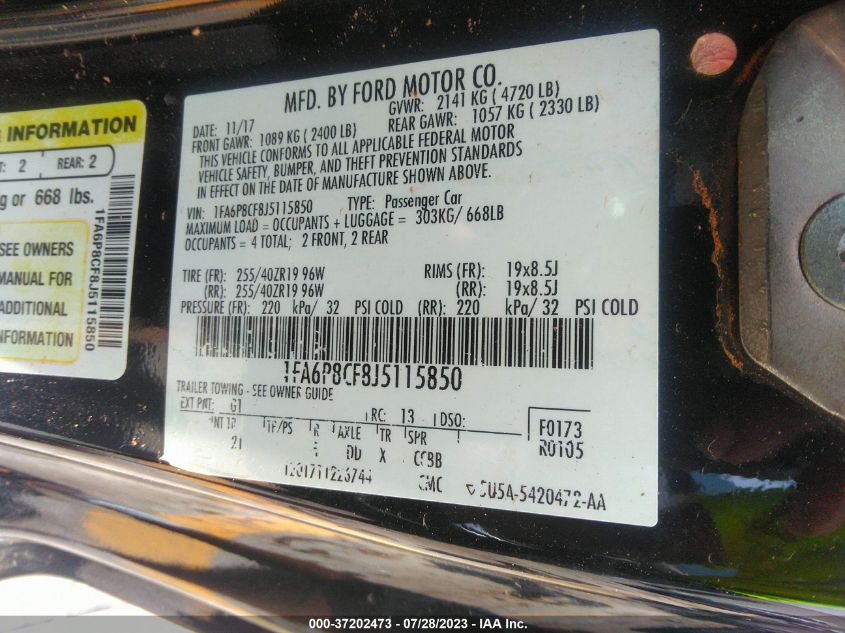 INFORMATION
2 REAR: 2
or 668 lbs.
SEE OWNERS
MANUAL FOR
ADDITIONAL
INFORMATION
1FA6P8CF8J5115850
MFD. BY FORD MOTOR CO.
DATE: 11/17 GVWR: 2141 KG ( 4720 LB)
FRONT GAWR: 1089 KG ( 2400 LB) REAR GAWR: 1057 KG ( 2330 LB)
THIS VEHICLE CONFORMS TO ALL APPLICABLE FEDERAL MOTOR
VEHICLE SAFETY, BUMPER, AND THEFT PREVENTION STANDARDS
IN EFFECT ON THE DATE OF MANUFACTURE SHOWN ABOVE.
VIN: 1FA6P8CF8J5115850 TYPE: Passenger Car
MAXIMUM LOAD = OCCUPANTS + LUGGAGE = 303KG/ 668LB
OCCUPANTS = 4 TOTAL; 2 FRONT, 2 REAR
TIRE (FR): 255/40ZR19 96W RIMS (FR): 19x8.5J
(RR): 255/40ZR19 96W (RR): 19x8.5J
PRESSURE (FR): 220 kPa/ 32 PSI COLD (RR): 220 kPa/ 32 PSI COLD
1FA6P8CF8J5115850
TRAILER TOWING - SEE OWNER GUIDE
EXT PNT: G1 RC: 13 DSO: F0173
INT TR TP/PS R AXLE TR SPR R0105
X
5420472-AA
000-37202473 - 07/28/2023 - IAA Inc.